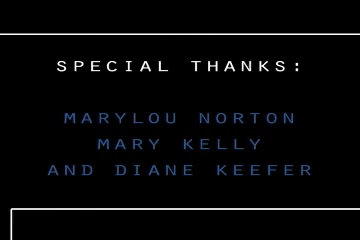 SPECIAL THANKS:
MARYLOU NORTON
MARY KELLY
AND DIANE KEEFER